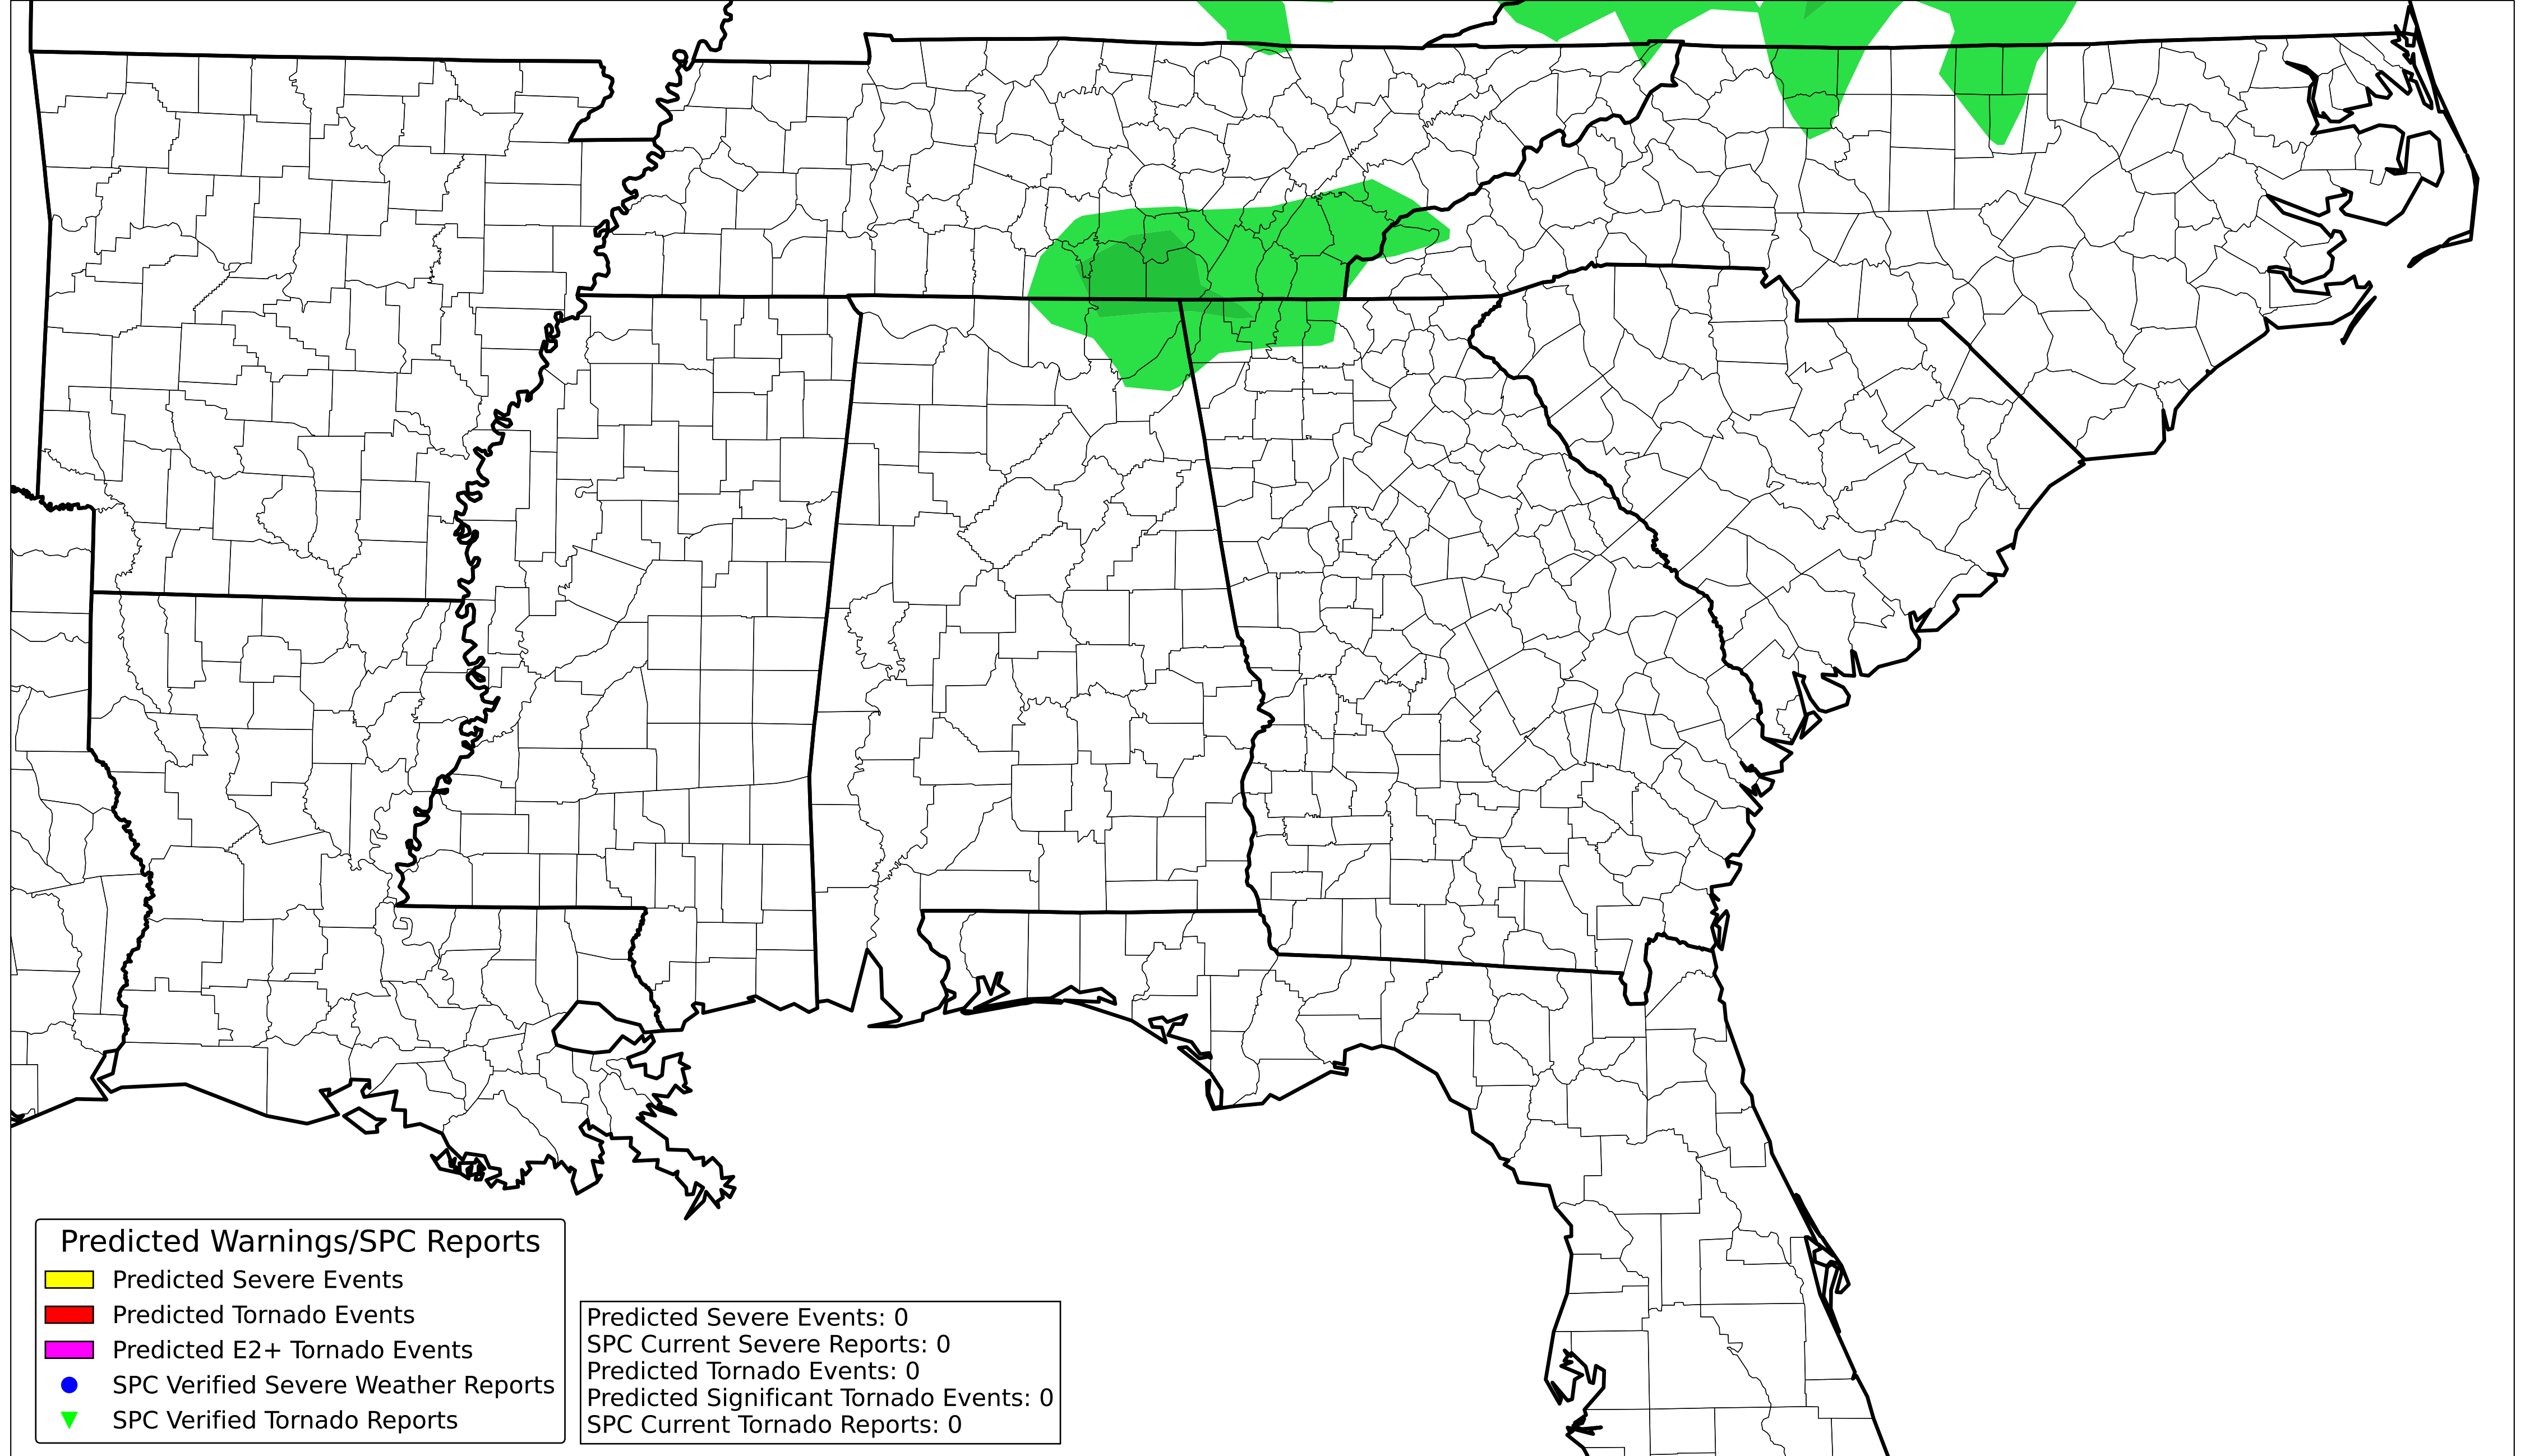 Predicted Warnings/SPC Reports
Predicted Severe Events
Predicted Tornado Events
Predicted E2+ Tornado Events
SPC Verified Severe Weather Reports
SPC Verified Tornado Reports
Predicted Severe Events: 0
SPC Current Severe Reports: 0
Predicted Tornado Events: 0
Predicted Significant Tornado Events: 0
SPC Current Tornado Reports: 0